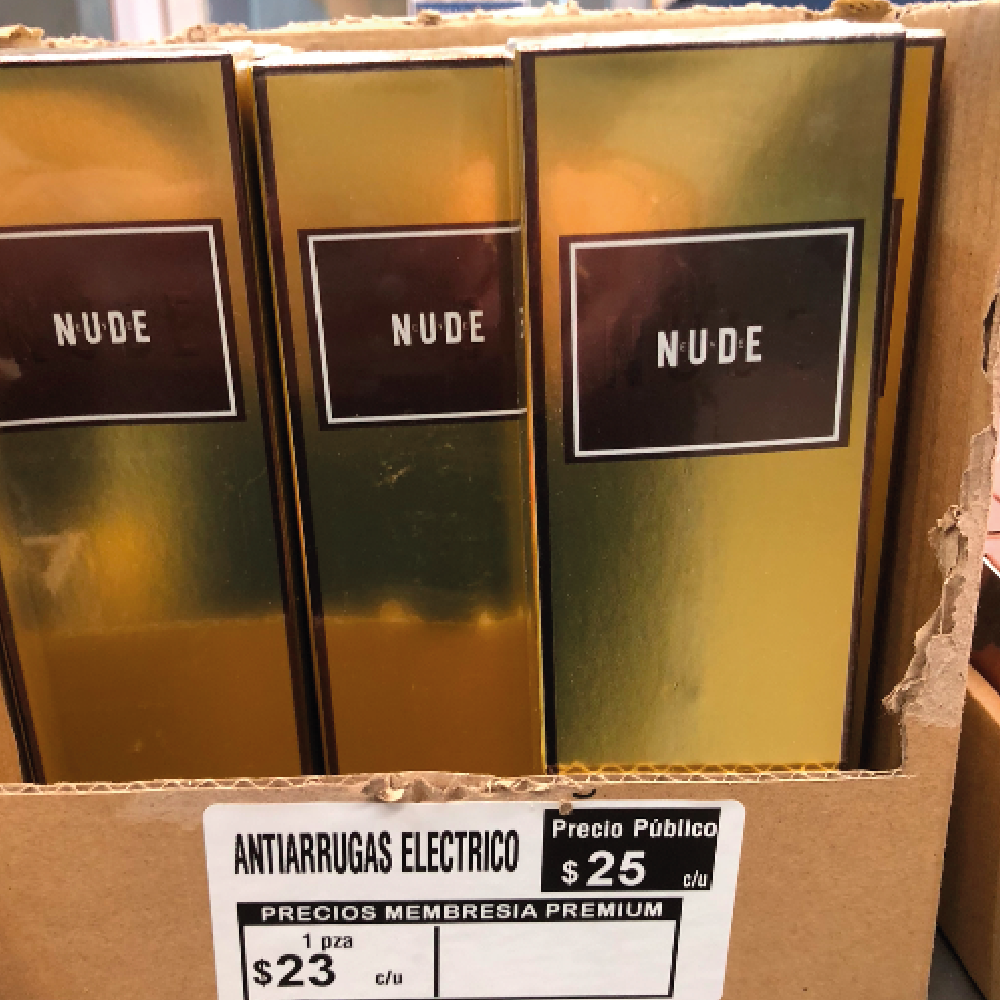 NUDE
NUDE
NUDE
ANTIARRUGAS ELECTRICO
Precio Público
$25 c/u
PRECIOS MEMBRESIA PREMIUM
1 pza
$23 c/u